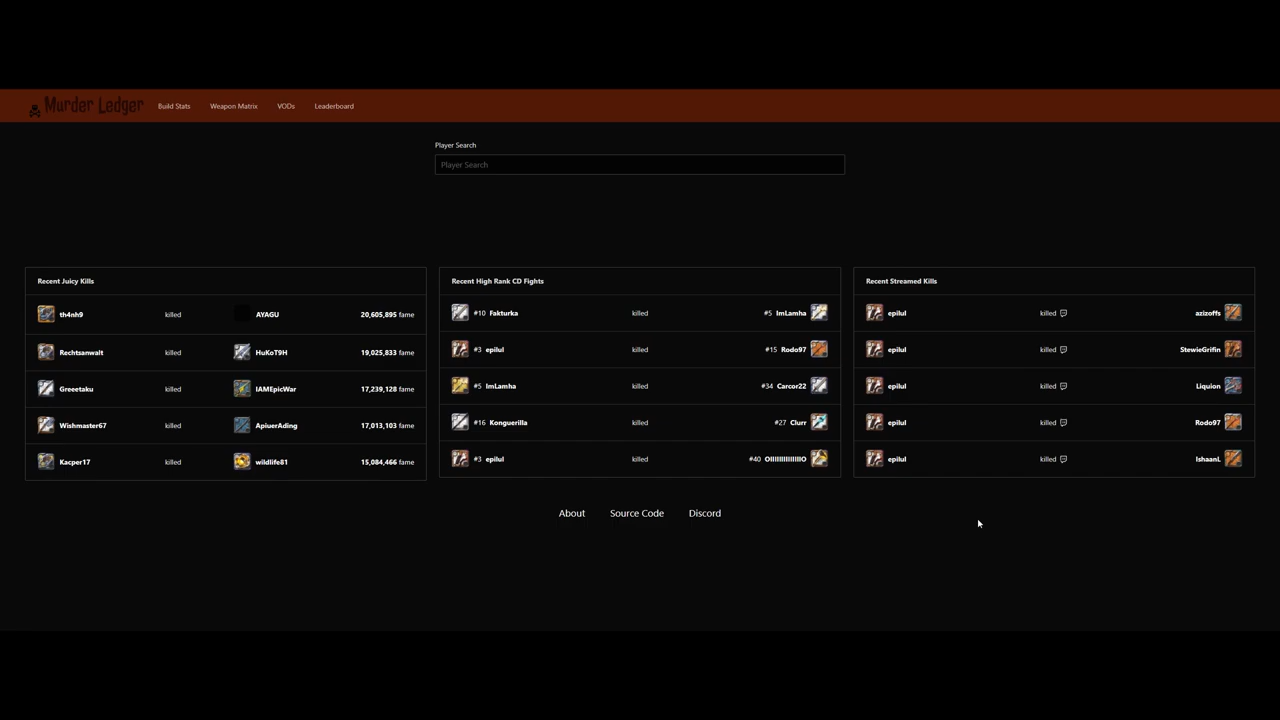 Murder Ledger Build Stats Weapon Matrix VODs Leaderboard
Player Search
Player Search
Recent Juicy Kills
th4nh9 killed AYAGU 20,605,895 fame
Rechtsanwalt killed HuKoT9H 19,025,833 fame
Greeetaku killed IAMEpicWar 17,239,128 fame
Wishmaster67 killed ApiuerAding 17,013,103 fame
Kacper17 killed wildlife81 15,084,466 fame
Recent High Rank CD Fights
#10 Fakturka killed #5 ImLamha
#3 epilul killed #15 Rodo97
#5 ImLamha killed #34 Carcor22
#16 Konguerilla killed #27 Clurr
#3 epilul killed #40
Recent Streamed Kills
epilul killed azizoffs
epilul killed StewieGrifin
epilul killed Liquion
epilul killed Rodo97
epilul killed IshaanL
About Source Code Discord